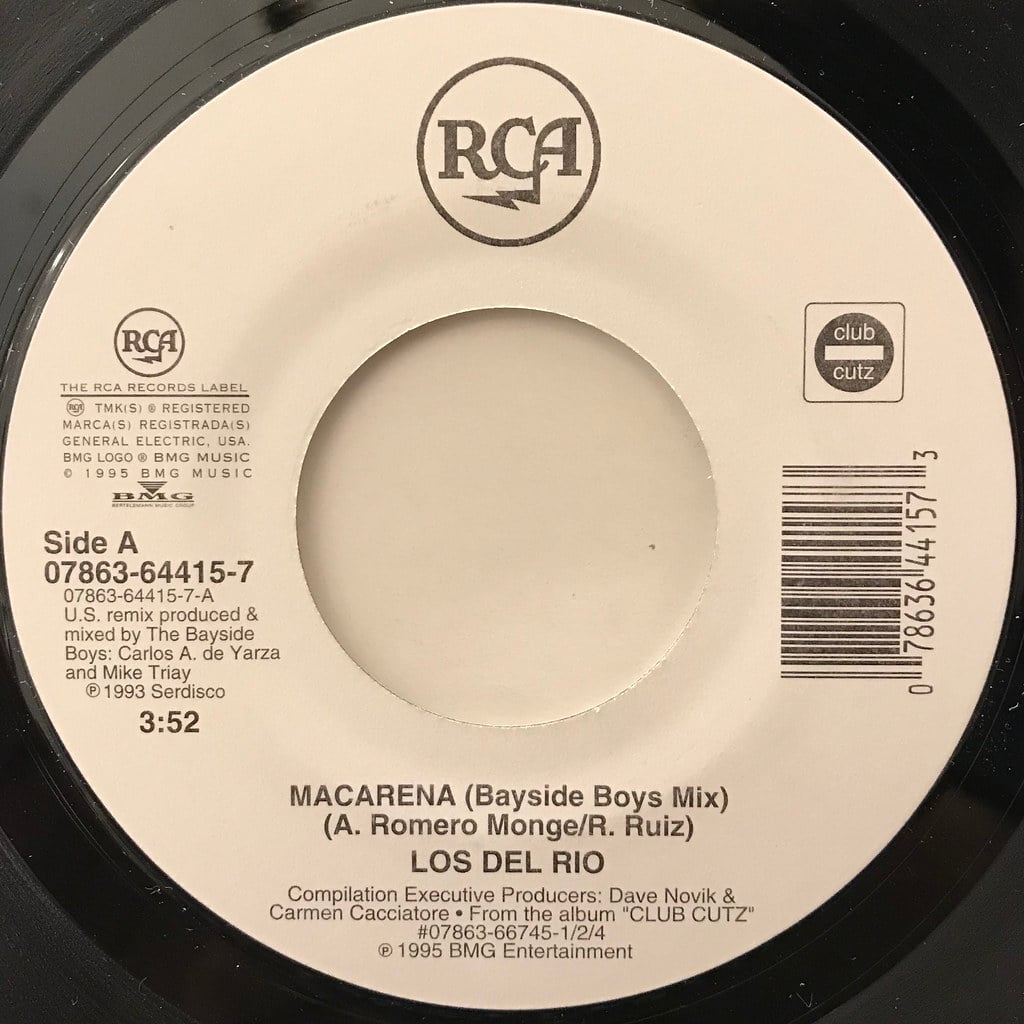 RCA
RCA
THE RCA RECORDS LABEL
RCA TMK(S) ® REGISTERED
MARCA(S) REGISTRADA(S)
GENERAL ELECTRIC, USA.
BMG LOGO ® BMG MUSIC
© 1995 BMG MUSIC
BMG
BERTELSMANN MUSIC GROUP
club
cutz
Side A
07863-64415-7
07863-64415-7-A
U.S. remix produced &
mixed by The Bayside
Boys: Carlos A. de Yarza
and Mike Triay
℗ 1993 Serdisco
3:52
0 78636 44157 3
MACARENA (Bayside Boys Mix)
(A. Romero Monge/R. Ruiz)
LOS DEL RIO
Compilation Executive Producers: Dave Novik &
Carmen Cacciatore • From the album "CLUB CUTZ"
#07863-66745-1/2/4
℗ 1995 BMG Entertainment